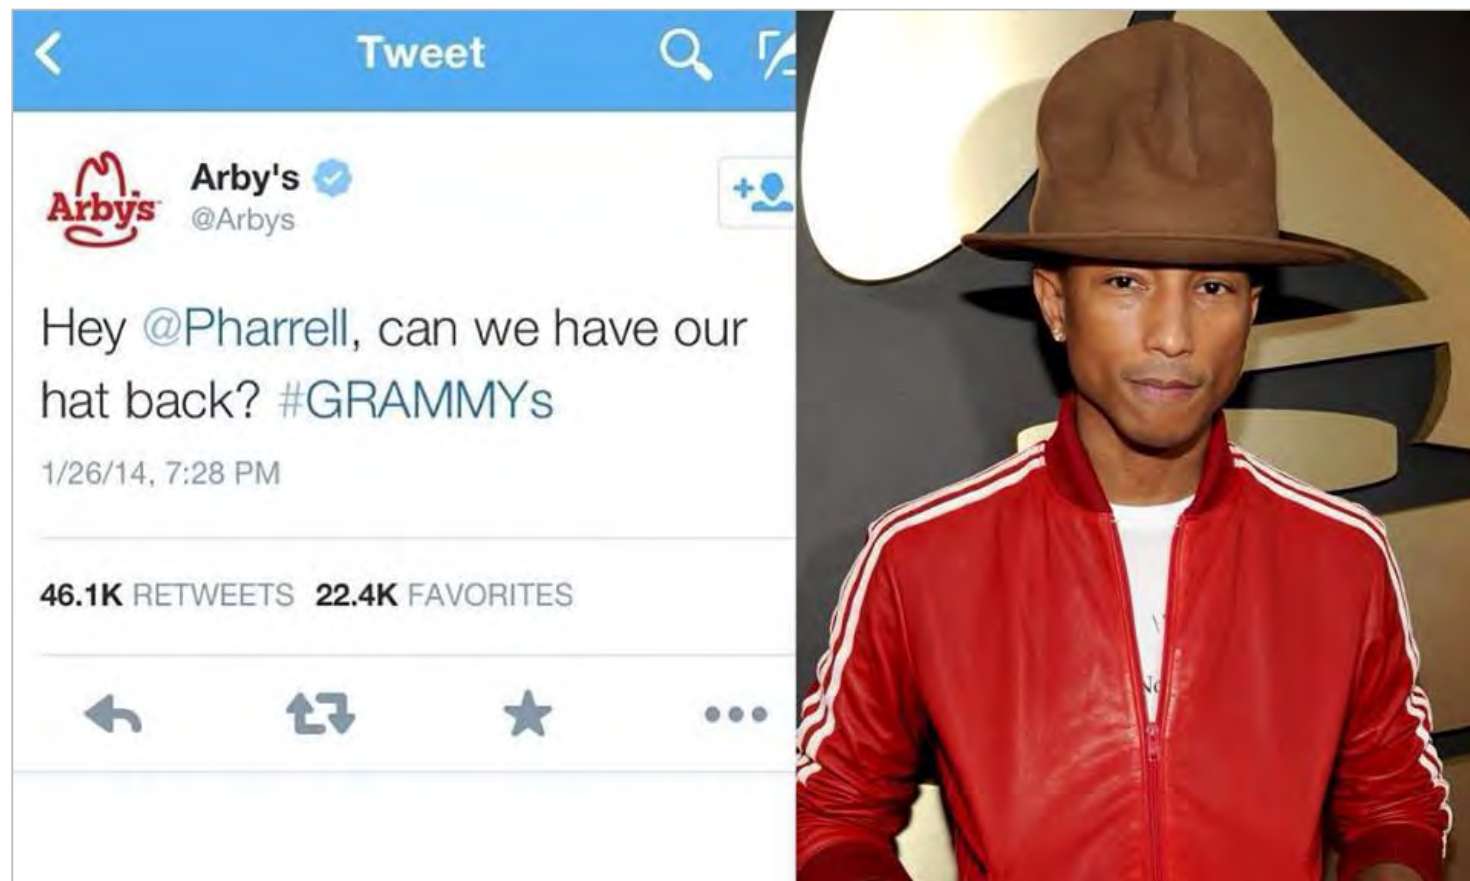 Tweet
Arby's
Arby's
@Arbys
Hey @Pharrell, can we have our
hat back? #GRAMMYs
1/26/14, 7:28 PM
46.1K RETWEETS 22.4K FAVORITES